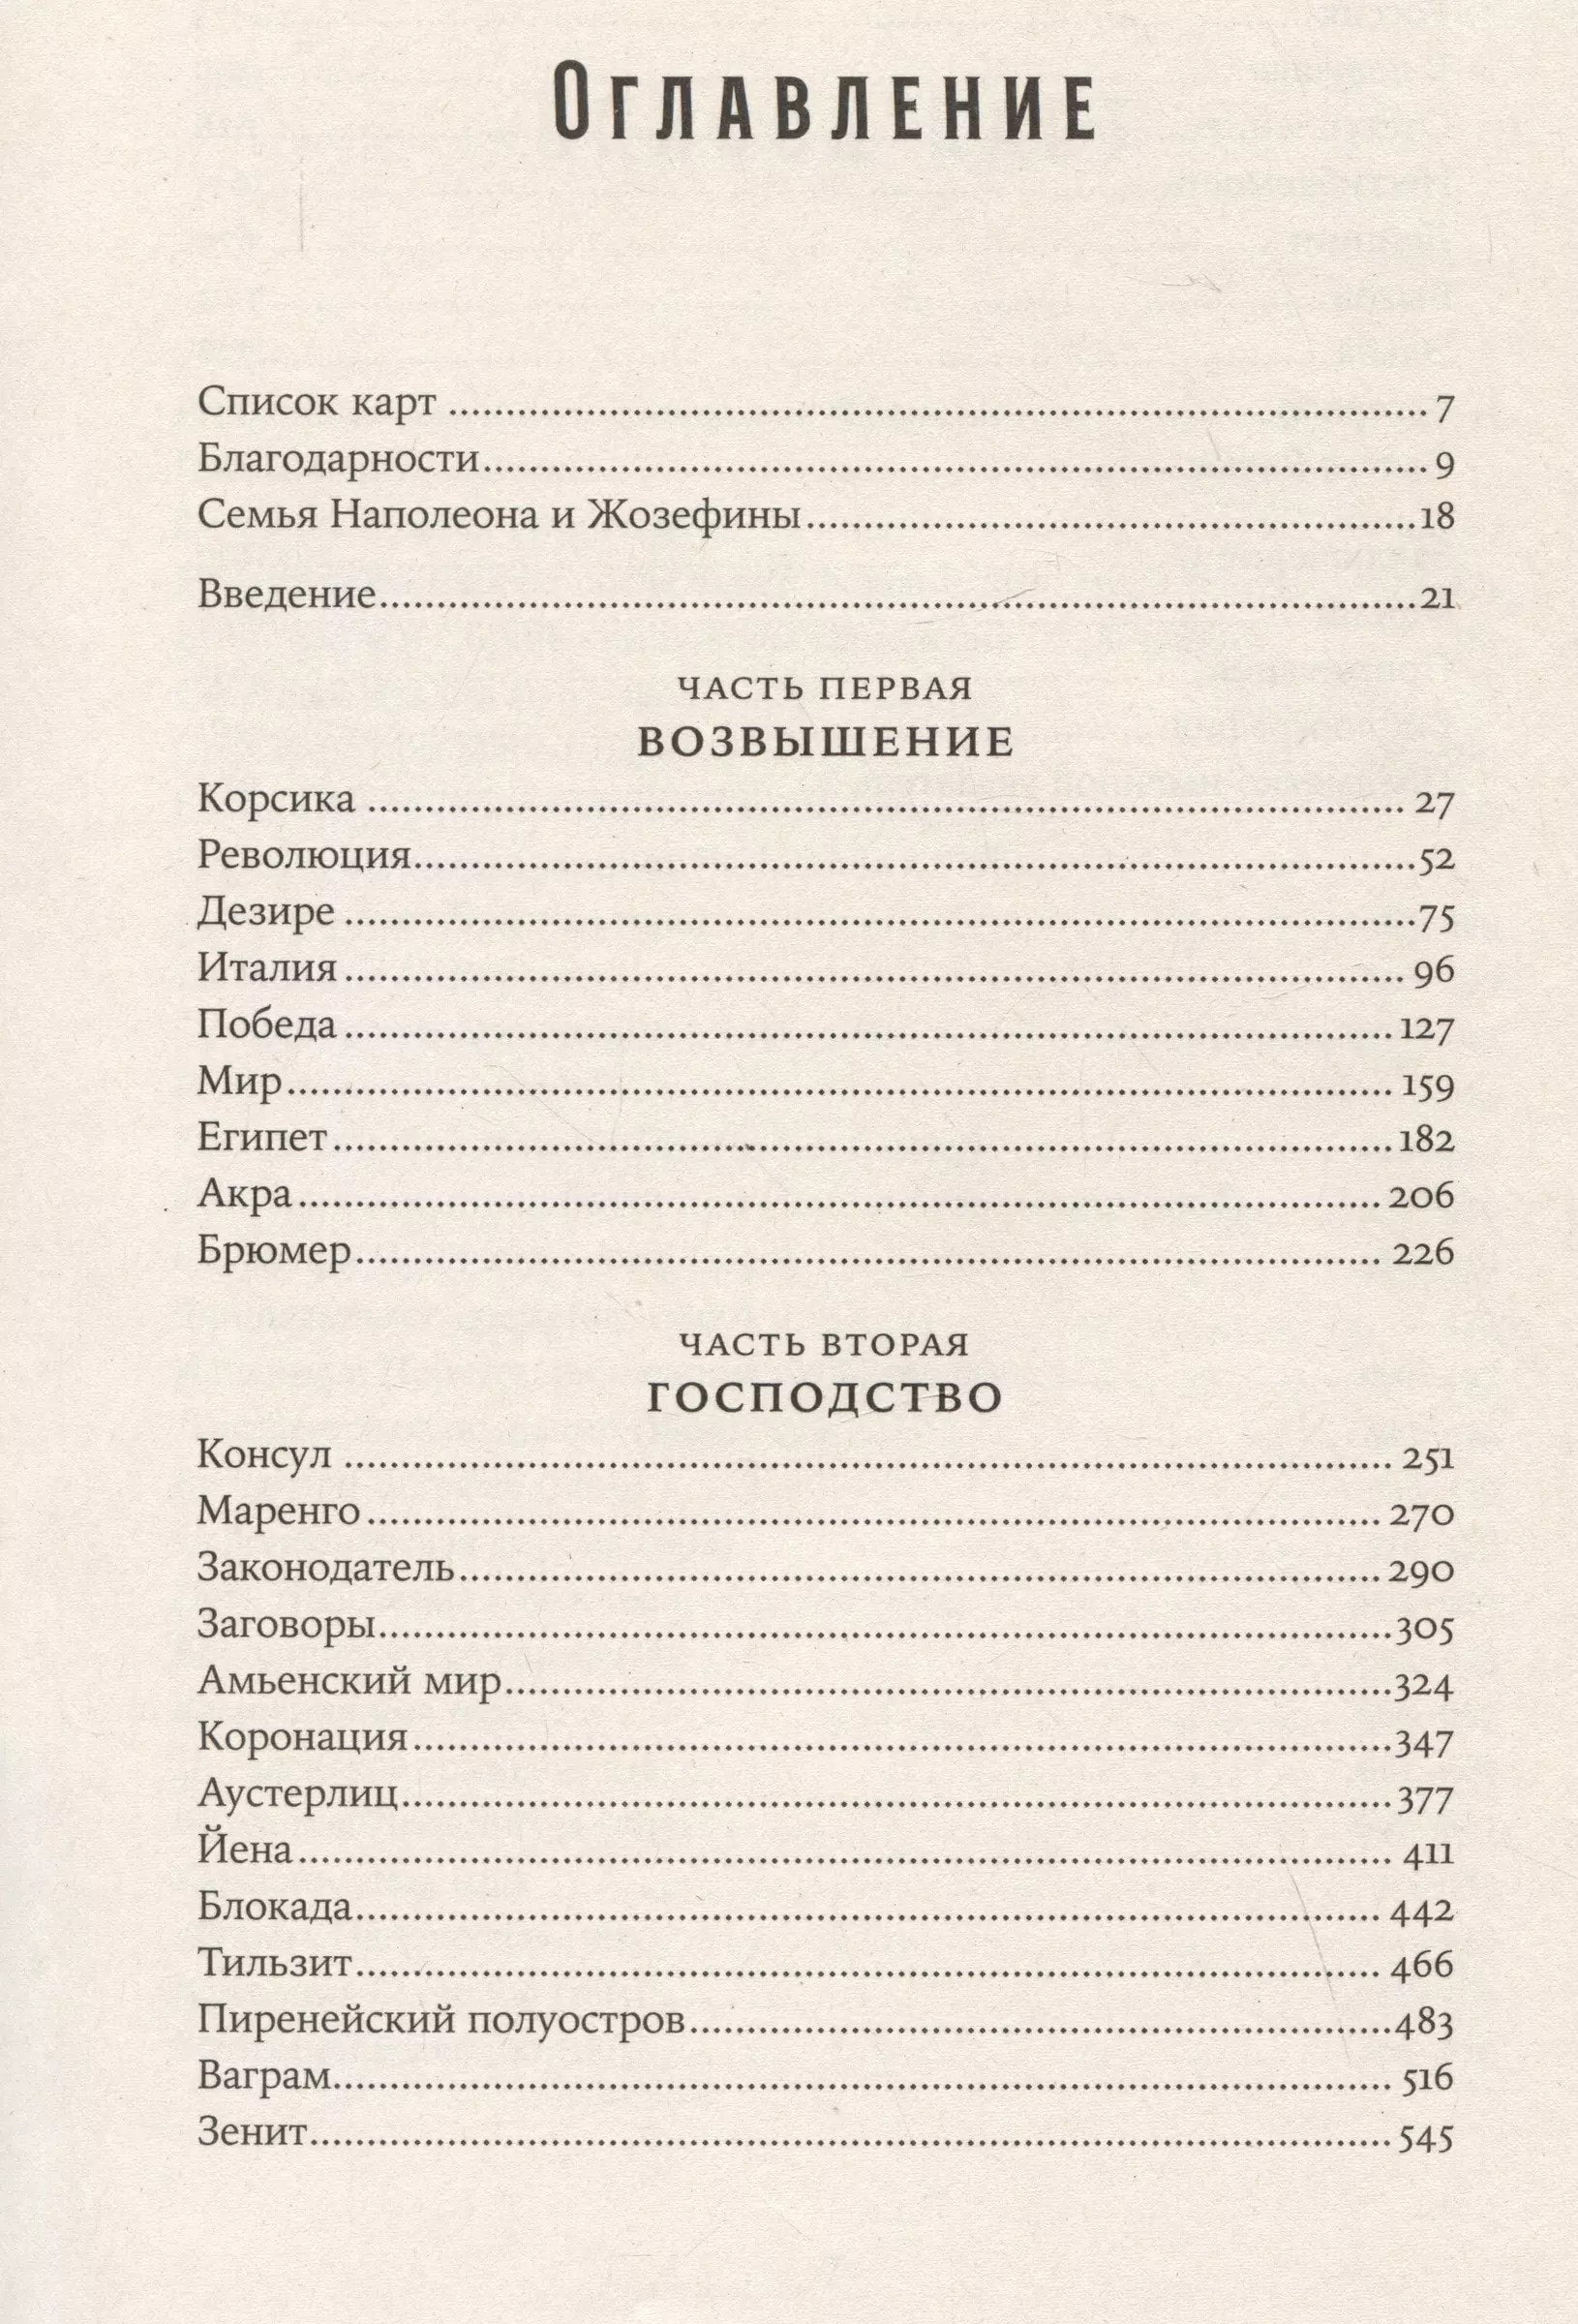 Оглавление
Список карт ........ 7
Благодарности ........ 9
Семья Наполеона и Жозефины ........ 18
Введение ........ 21
ЧАСТЬ ПЕРВАЯ
ВОЗВЫШЕНИЕ
Корсика ........ 27
Революция ........ 52
Дезире ........ 75
Италия ........ 96
Победа ........ 127
Мир ........ 159
Египет ........ 182
Акра ........ 206
Брюмер ........ 226
ЧАСТЬ ВТОРАЯ
ГОСПОДСТВО
Консул ........ 251
Маренго ........ 270
Законодатель ........ 290
Заговоры ........ 305
Амьенский мир ........ 324
Коронация ........ 347
Аустерлиц ........ 377
Йена ........ 411
Блокада ........ 442
Тильзит ........ 466
Пиренейский полуостров ........ 483
Ваграм ........ 516
Зенит ........ 545